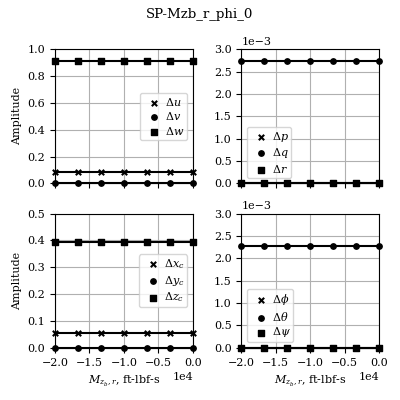 SP-Mzb_r_phi_0
1.0
0.8
0.6
0.4
0.2
0.0
Amplitude
Δu
Δv
Δw
1e−3
3.0
2.5
2.0
1.5
1.0
0.5
0.0
Δp
Δq
Δr
0.5
0.4
0.3
0.2
0.1
0.0
Amplitude
Δx_c
Δy_c
Δz_c
−2.0 −1.5 −1.0 −0.5 0.0
1e4
M_{z_b,r}, ft-lbf-s
1e−3
3.0
2.5
2.0
1.5
1.0
0.5
0.0
Δϕ
Δθ
Δψ
−2.0 −1.5 −1.0 −0.5 0.0
1e4
M_{z_b,r}, ft-lbf-s